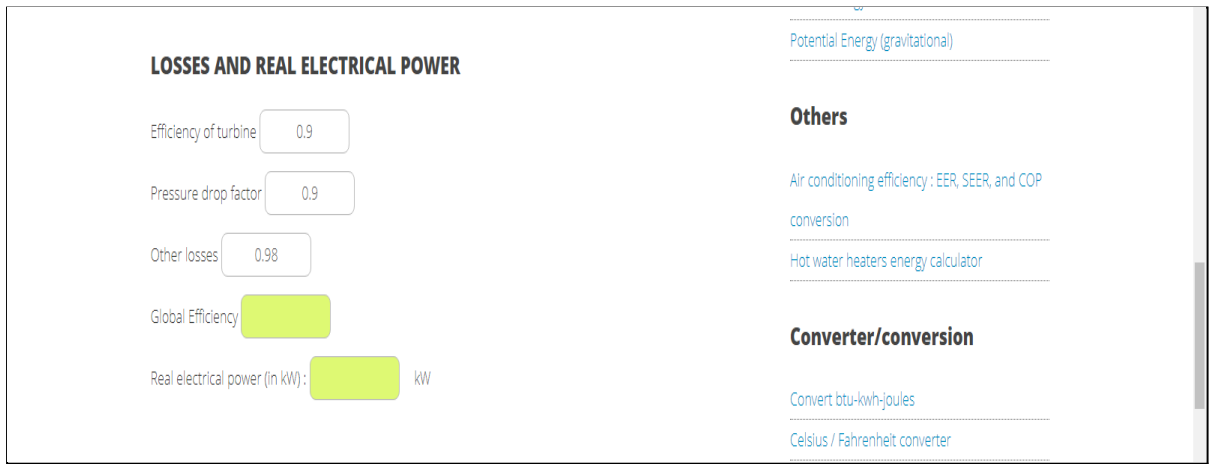 LOSSES AND REAL ELECTRICAL POWER
Efficiency of turbine 0.9
Pressure drop factor 0.9
Other losses 0.98
Global Efficiency
Real electrical power (in kW) : kW
Potential Energy (gravitational)
Others
Air conditioning efficiency : EER, SEER, and COP
conversion
Hot water heaters energy calculator
Converter/conversion
Convert btu-kwh-joules
Celsius / Fahrenheit converter